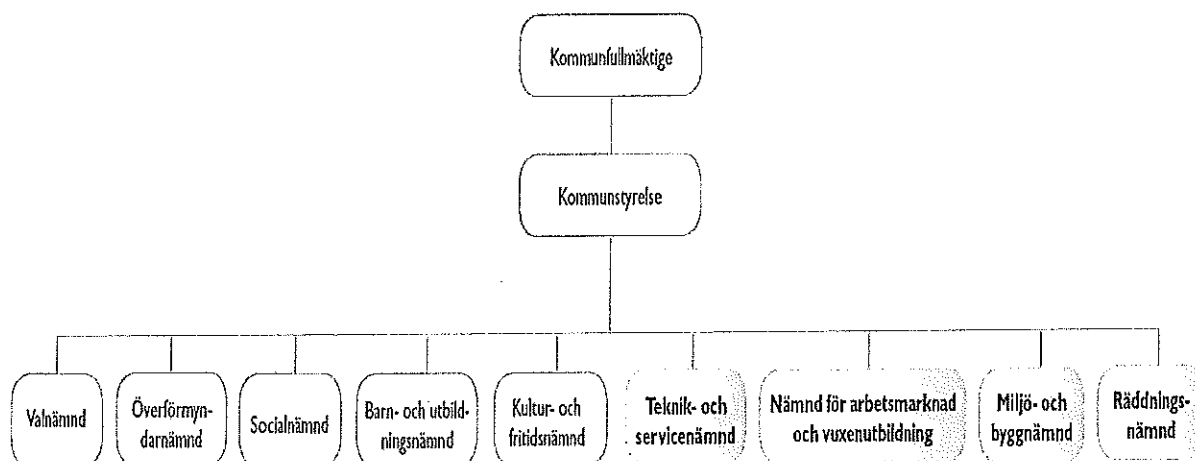 Kommunfullmäktige
Kommunstyrelse
Valnämnd
Överförmyn-
darnämnd
Socialnämnd
Barn- och utbild-
ningsnämnd
Kultur- och
fritidsnämnd
Teknik- och
servicenämnd
Nämnd för arbetsmarknad
och vuxenutbildning
Miljö- och
byggnämnd
Räddnings-
nämnd